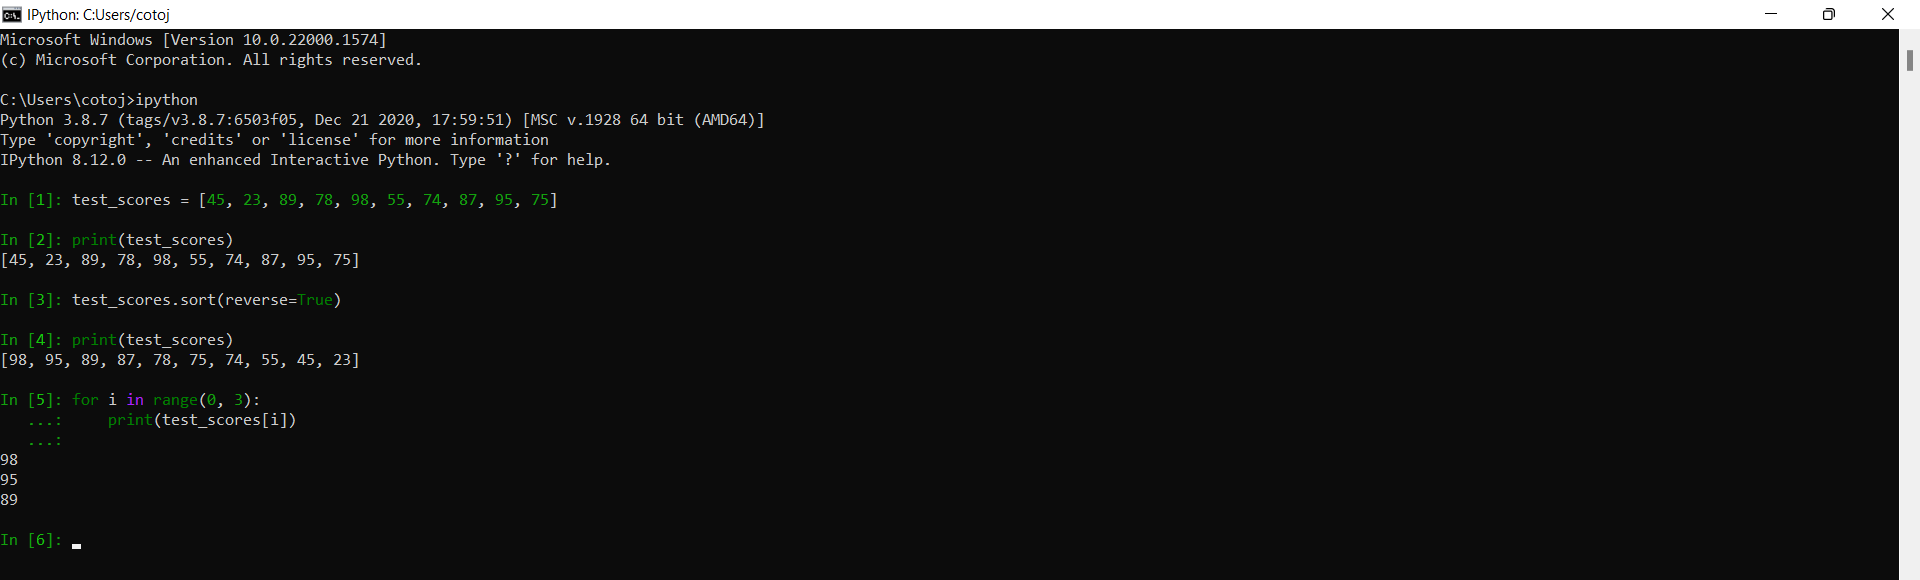 IPython: C:Users/cotoj
Microsoft Windows [Version 10.0.22000.1574]
(c) Microsoft Corporation. All rights reserved.
C:\Users\cotoj>ipython
Python 3.8.7 (tags/v3.8.7:6503f05, Dec 21 2020, 17:59:51) [MSC v.1928 64 bit (AMD64)]
Type 'copyright', 'credits' or 'license' for more information
IPython 8.12.0 -- An enhanced Interactive Python. Type '?' for help.
In [1]: test_scores = [45, 23, 89, 78, 98, 55, 74, 87, 95, 75]
In [2]: print(test_scores)
[45, 23, 89, 78, 98, 55, 74, 87, 95, 75]
In [3]: test_scores.sort(reverse=True)
In [4]: print(test_scores)
[98, 95, 89, 87, 78, 75, 74, 55, 45, 23]
In [5]: for i in range(0, 3):
   ...:     print(test_scores[i])
   ...:
98
95
89
In [6]: